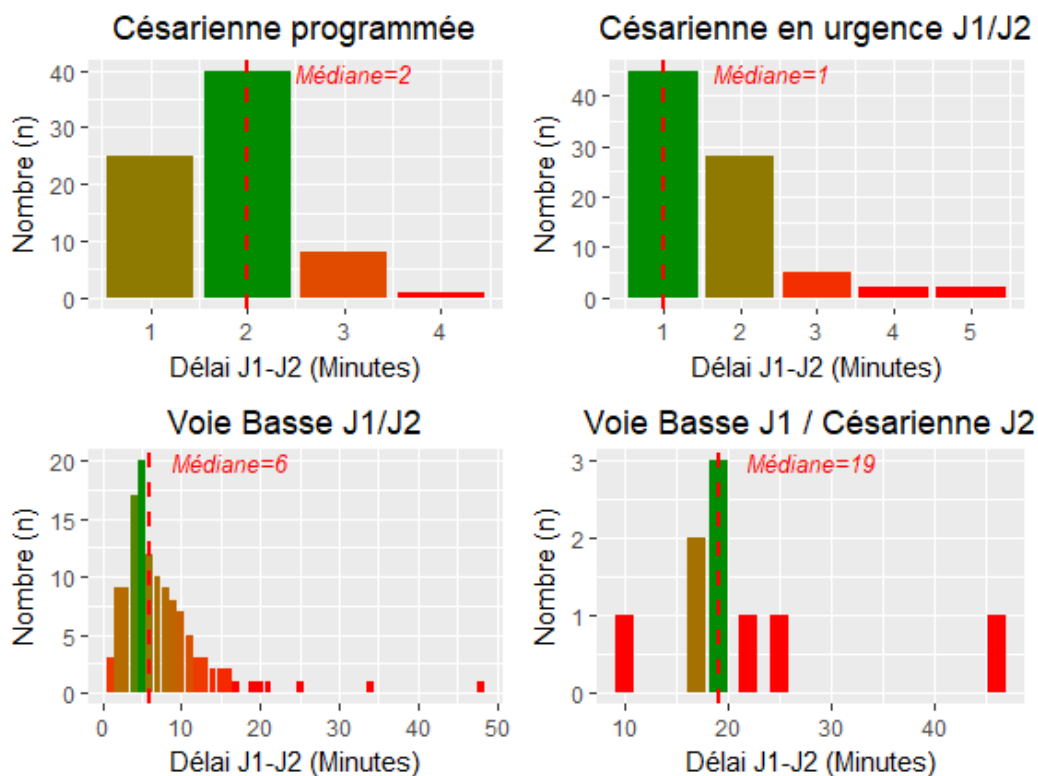 Césarienne programmée
Médiane=2
40
30
20
10
0
Nombre (n)
1 2 3 4
Délai J1-J2 (Minutes)
Césarienne en urgence J1/J2
Médiane=1
40
30
20
10
0
Nombre (n)
1 2 3 4 5
Délai J1-J2 (Minutes)
Voie Basse J1/J2
Médiane=6
20
15
10
5
0
Nombre (n)
0 10 20 30 40 50
Délai J1-J2 (Minutes)
Voie Basse J1 / Césarienne J2
Médiane=19
3
2
1
0
Nombre (n)
10 20 30 40
Délai J1-J2 (Minutes)